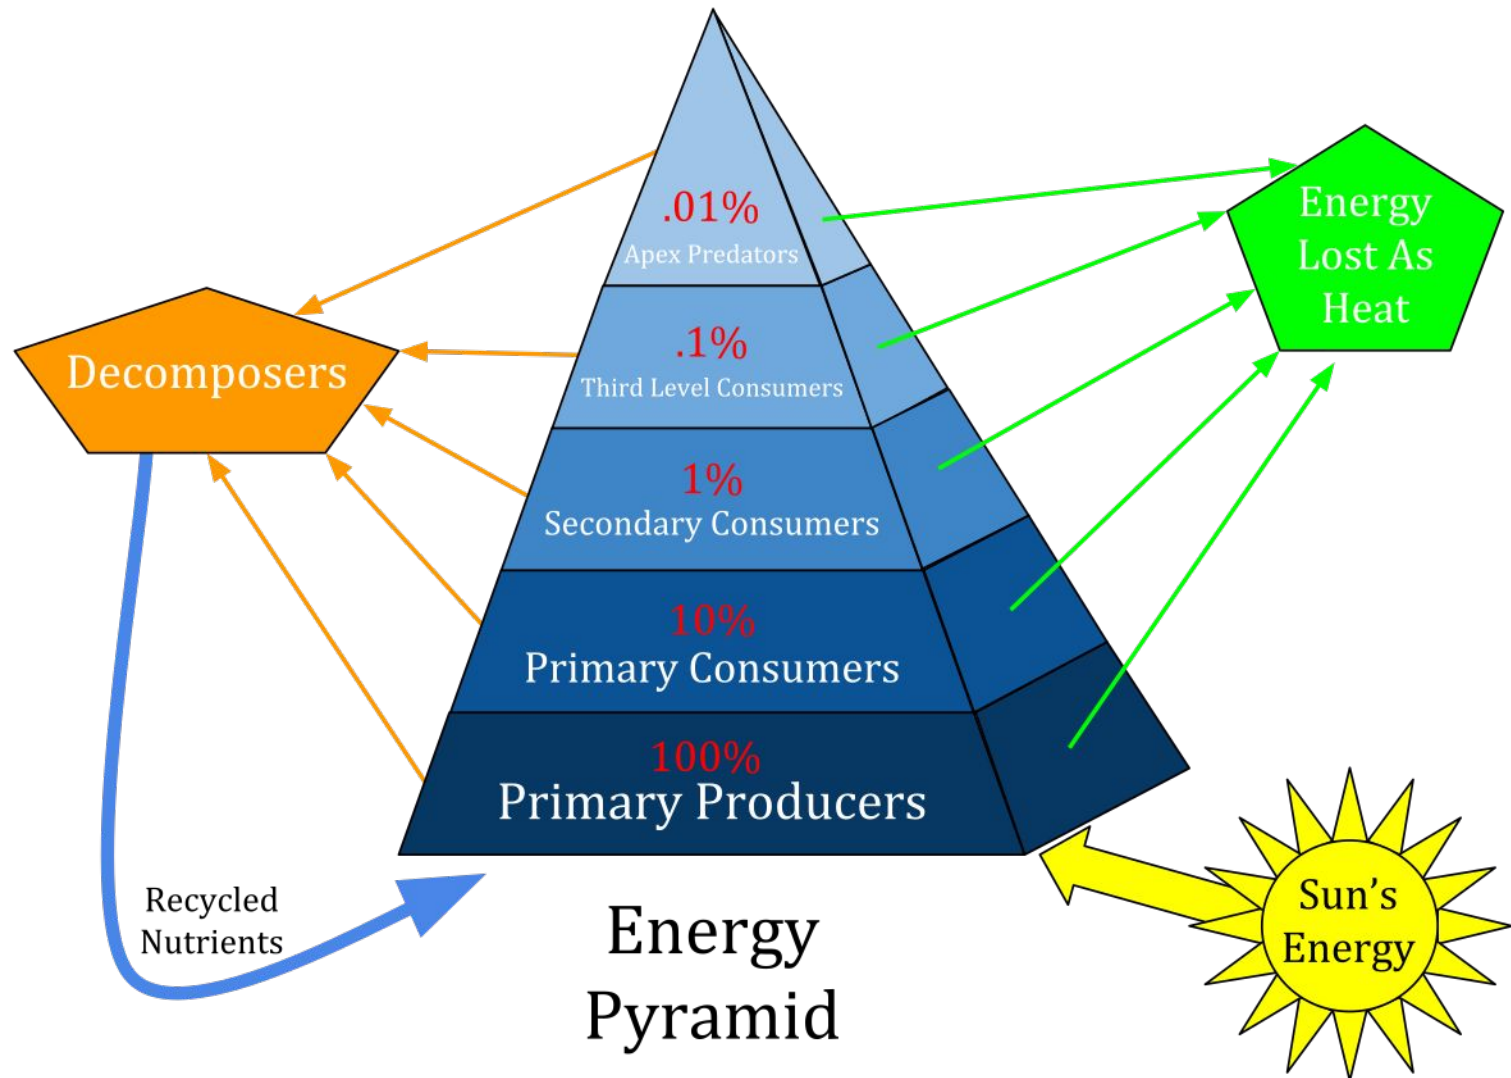 .01%
Apex Predators
Energy
Lost As
Heat
.1%
Third Level Consumers
Decomposers
1%
Secondary Consumers
10%
Primary Consumers
100%
Primary Producers
Recycled
Nutrients
Sun's
Energy
Energy
Pyramid